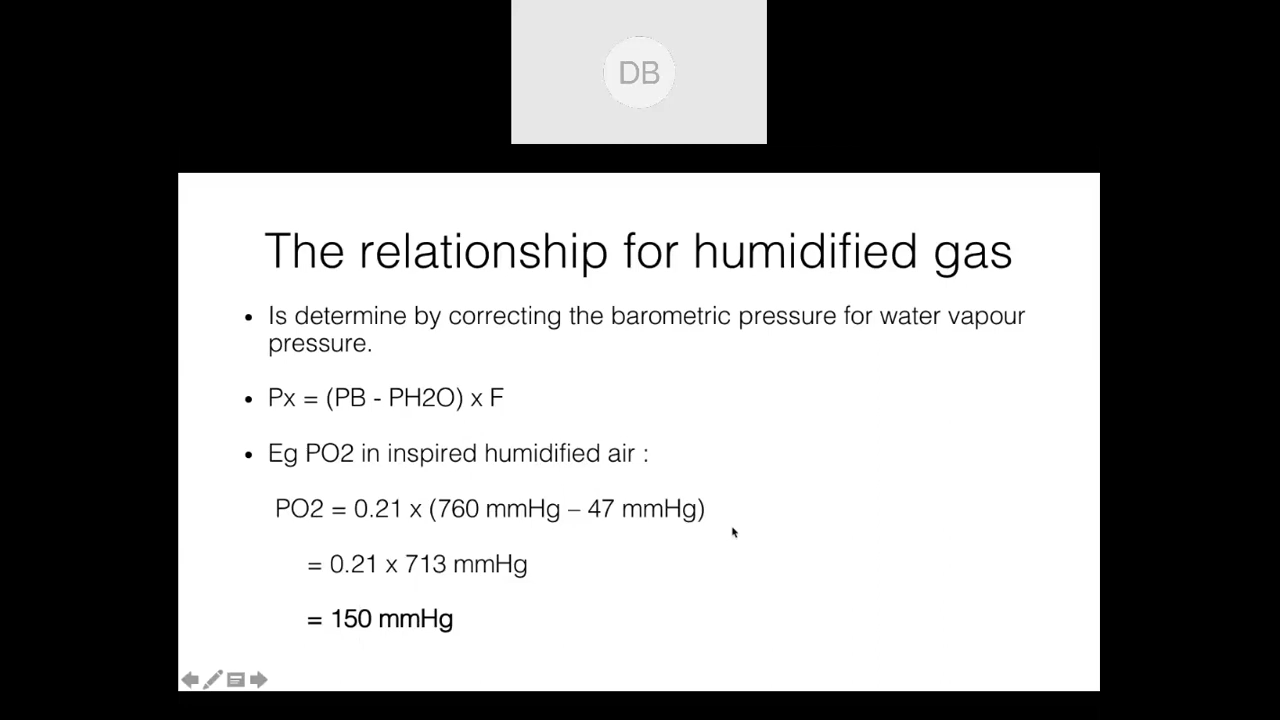 DB
The relationship for humidified gas
• Is determine by correcting the barometric pressure for water vapour
pressure.
• Px = (PB - PH2O) x F
• Eg PO2 in inspired humidified air :
PO2 = 0.21 x (760 mmHg – 47 mmHg)
= 0.21 x 713 mmHg
= 150 mmHg